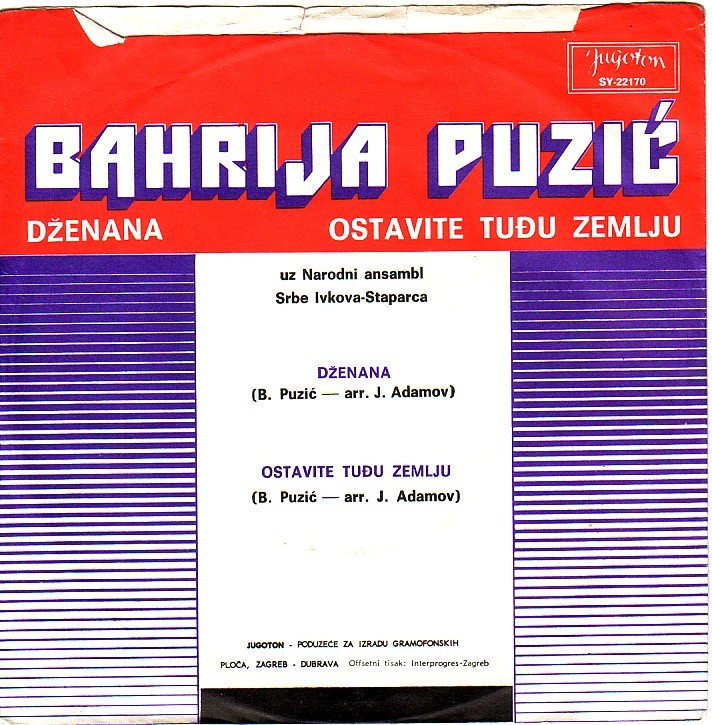 Jugoton
SY-22170
BAHRIJA PUZIĆ
DŽENANA OSTAVITE TUĐU ZEMLJU
uz Narodni ansambl
Srbe Ivkova-Staparca
DŽENANA
(B. Puzić — arr. J. Adamov)
OSTAVITE TUĐU ZEMLJU
(B. Puzić — arr. J. Adamov)
JUGOTON - PODUZEĆE ZA IZRADU GRAMOFONSKIH
PLOČA, ZAGREB - DUBRAVA Offsetni tisak: Interprogres-Zagreb